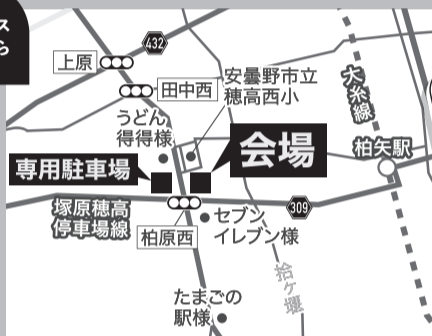 ス
ら
432
上原
田中西
安曇野市立
穂高西小
大糸線
うどん
得得様
会場
柏矢駅
専用駐車場
塚原穂高
停車場線
309
柏原西
セブン
イレブン様
拾ヶ堰
たまごの
駅様